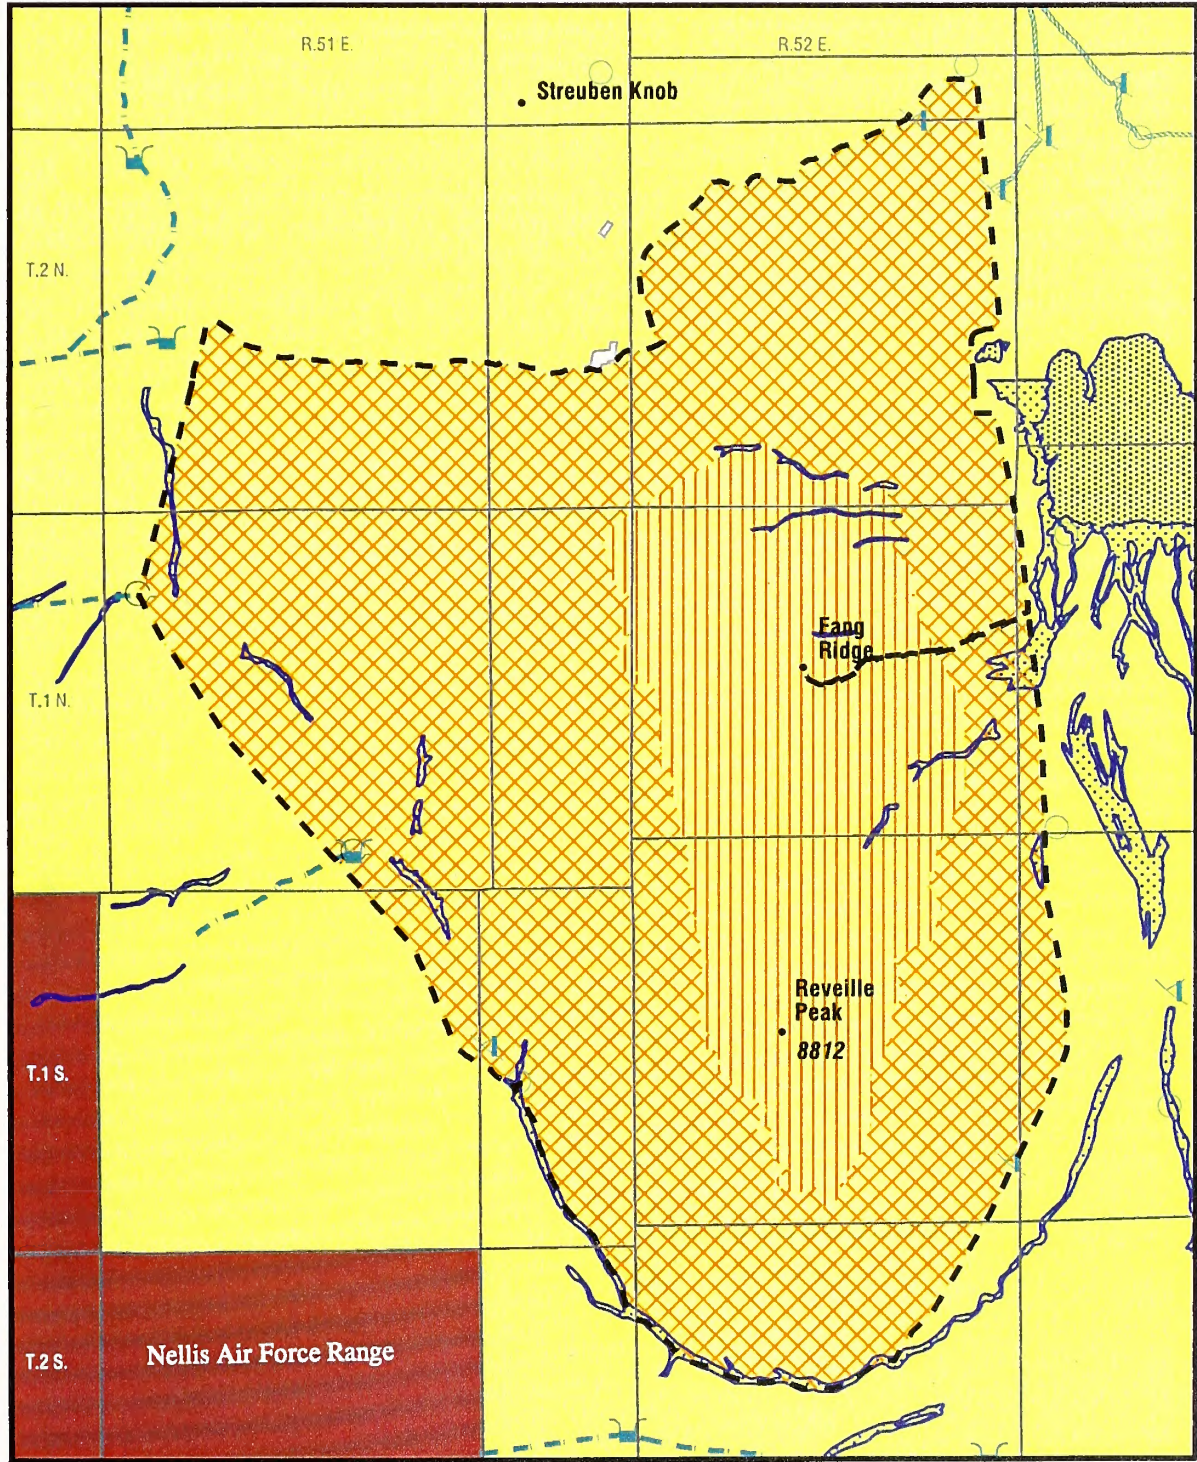 R.51 E.
R.52 E.
Streuben Knob
T.2 N.
Fang
Ridge
T.1 N.
Reveille
Peak
8812
T.1 S.
Nellis Air Force Range
T.2 S.